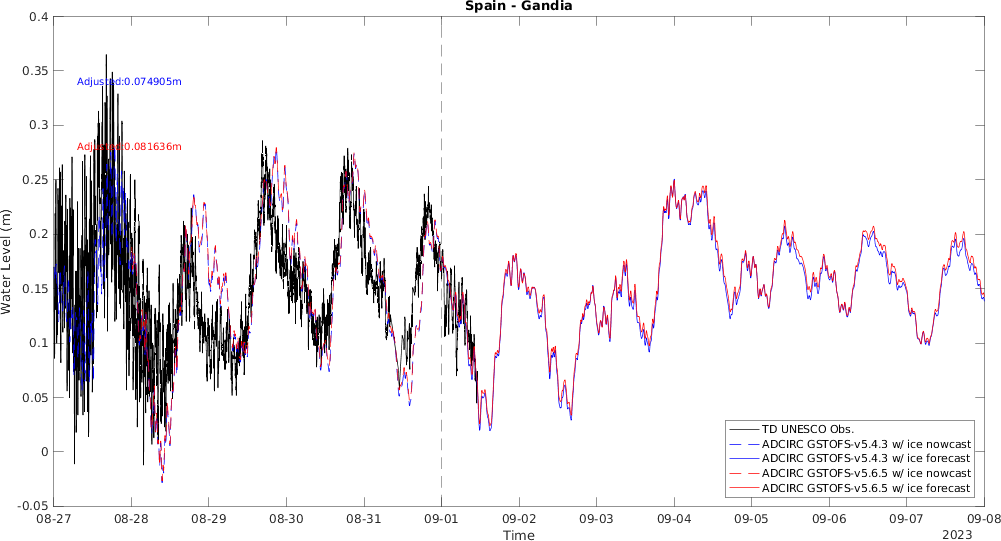 Spain - Gandia
0.4
0.35
0.3
0.25
0.2
0.15
0.1
0.05
0
-0.05
Water Level (m)
Adjusted:0.074905m
Adjusted:0.081636m
TD UNESCO Obs.
ADCIRC GSTOFS-v5.4.3 w/ ice nowcast
ADCIRC GSTOFS-v5.4.3 w/ ice forecast
ADCIRC GSTOFS-v5.6.5 w/ ice nowcast
ADCIRC GSTOFS-v5.6.5 w/ ice forecast
08-27 08-28 08-29 08-30 08-31 09-01 09-02 09-03 09-04 09-05 09-06 09-07 09-08
Time
2023